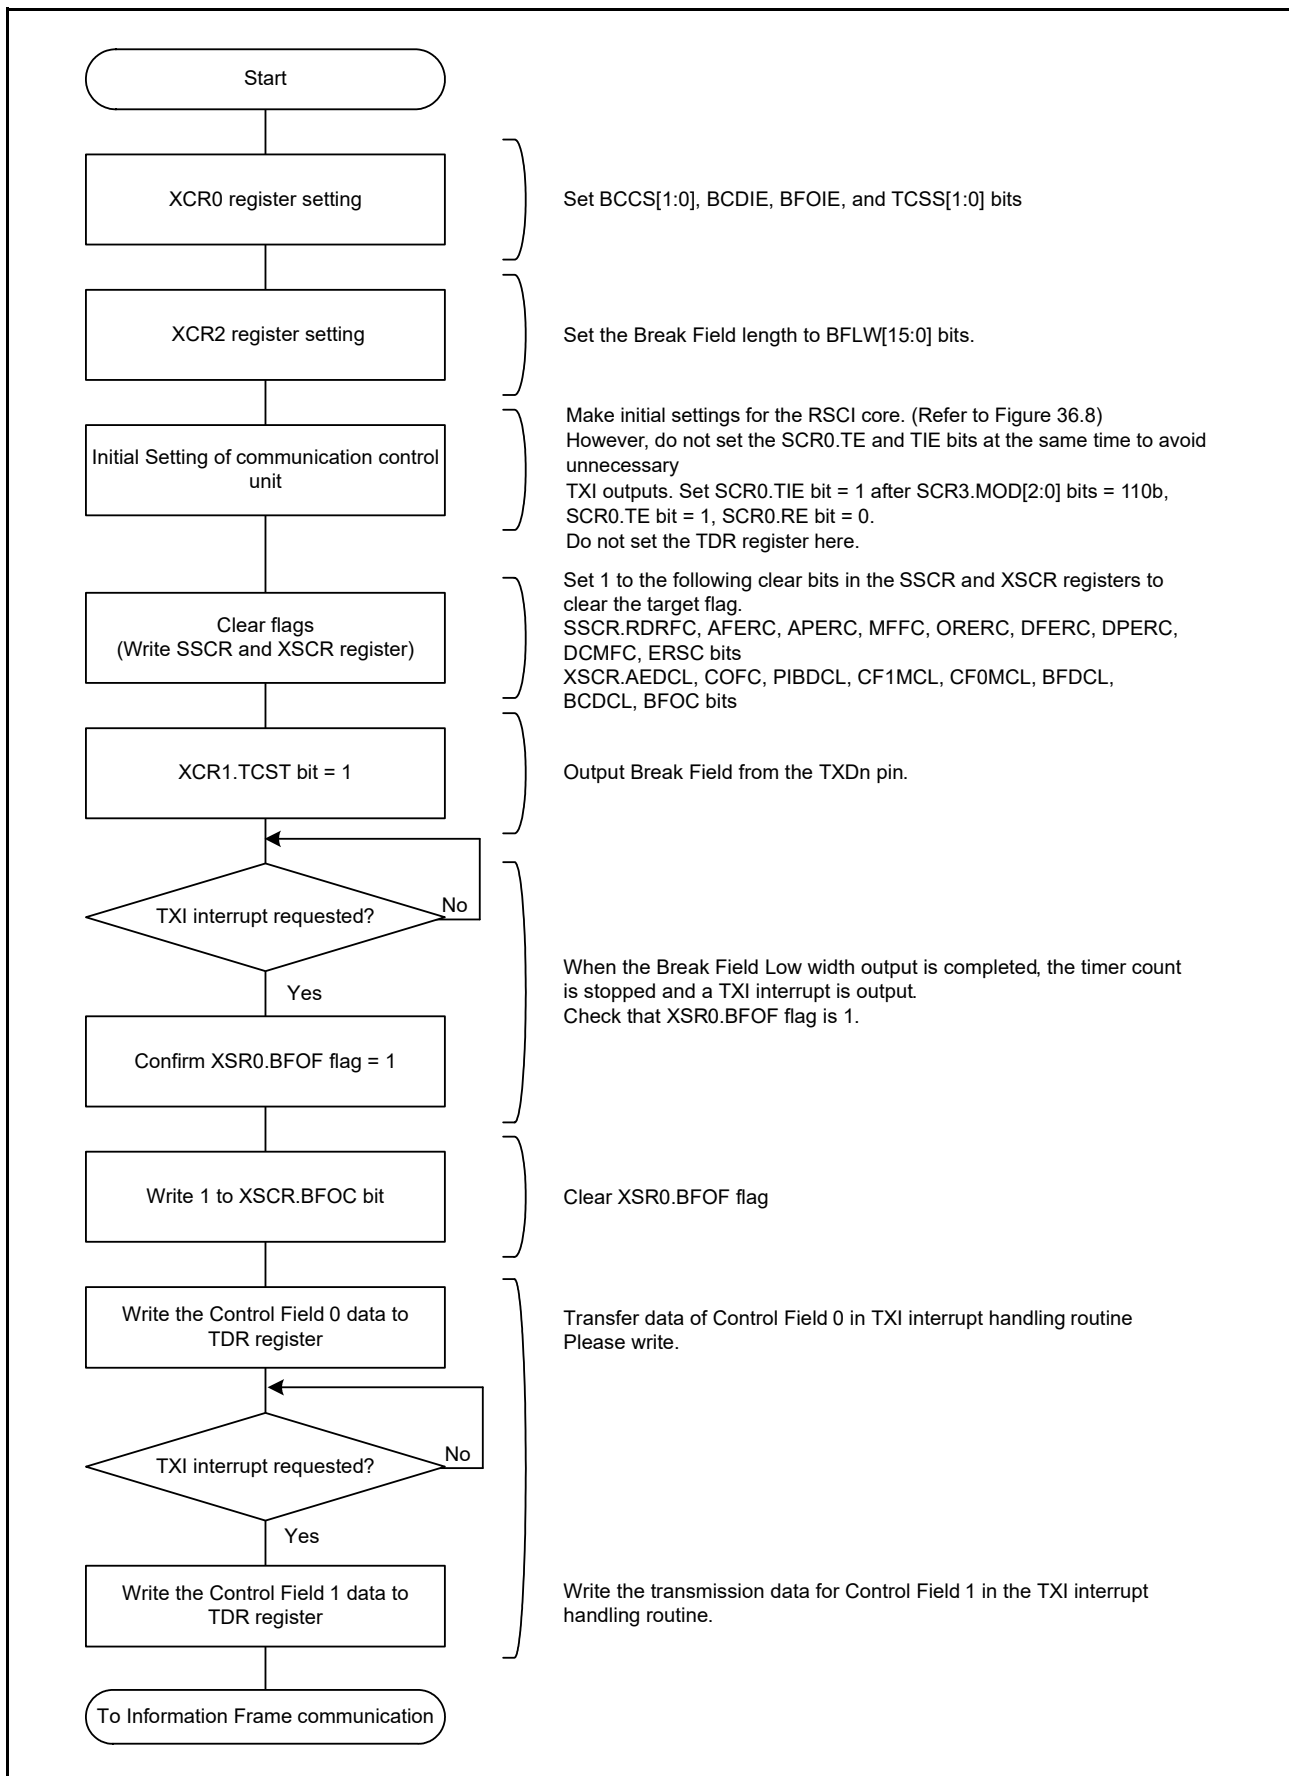 Start
XCR0 register setting
Set BCCS[1:0], BCDIE, BFOIE, and TCSS[1:0] bits
XCR2 register setting
Set the Break Field length to BFLW[15:0] bits.
Initial Setting of communication control
unit
Make initial settings for the RSCI core. (Refer to Figure 36.8)
However, do not set the SCR0.TE and TIE bits at the same time to avoid
unnecessary
TXI outputs. Set SCR0.TIE bit = 1 after SCR3.MOD[2:0] bits = 110b,
SCR0.TE bit = 1, SCR0.RE bit = 0.
Do not set the TDR register here.
Clear flags
(Write SSCR and XSCR register)
Set 1 to the following clear bits in the SSCR and XSCR registers to
clear the target flag.
SSCR.RDRFC, AFERC, APERC, MFFC, ORERC, DFERC, DPERC,
DCMFC, ERSC bits
XSCR.AEDCL, COFC, PIBDCL, CF1MCL, CF0MCL, BFDCL,
BCDCL, BFOC bits
XCR1.TCST bit = 1
Output Break Field from the TXDn pin.
TXI interrupt requested?
No
Yes
When the Break Field Low width output is completed, the timer count
is stopped and a TXI interrupt is output.
Check that XSR0.BFOF flag is 1.
Confirm XSR0.BFOF flag = 1
Write 1 to XSCR.BFOC bit
Clear XSR0.BFOF flag
Write the Control Field 0 data to
TDR register
Transfer data of Control Field 0 in TXI interrupt handling routine
Please write.
TXI interrupt requested?
No
Yes
Write the Control Field 1 data to
TDR register
Write the transmission data for Control Field 1 in the TXI interrupt
handling routine.
To Information Frame communication